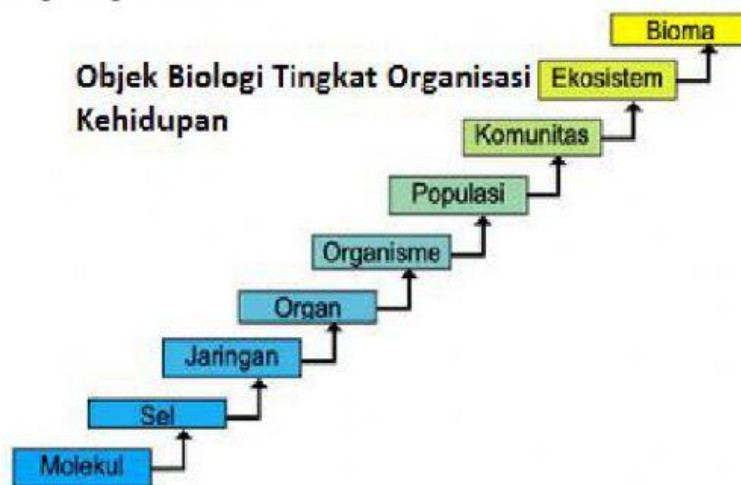 Bioma
Objek Biologi Tingkat Organisasi
Kehidupan
Ekosistem
Komunitas
Populasi
Organisme
Organ
Jaringan
Sel
Molekul